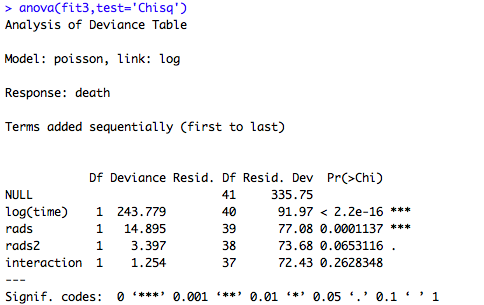 > anova(fit3,test='Chisq')
Analysis of Deviance Table

Model: poisson, link: log

Response: death

Terms added sequentially (first to last)

            Df Deviance Resid. Df Resid. Dev  Pr(>Chi)
NULL                           41     335.75
log(time)    1  243.779        40      91.97 < 2.2e-16 ***
rads         1   14.895        39      77.08 0.0001137 ***
rads2        1    3.397        38      73.68 0.0653116 .
interaction  1    1.254        37      72.43 0.2628348
---
Signif. codes:  0 ‘***’ 0.001 ‘**’ 0.01 ‘*’ 0.05 ‘.’ 0.1 ‘ ’ 1